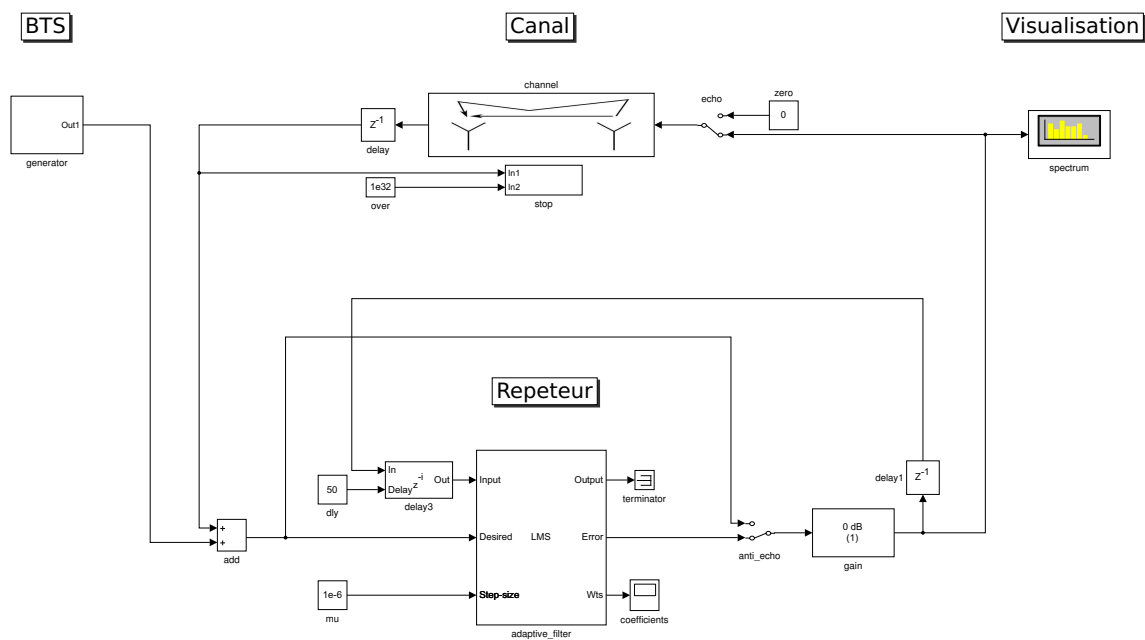 BTS
Canal
Visualisation
channel
zero
echo
0
Out1
Z-1
delay
generator
spectrum
In1
In2
1e32
over
stop
Repeteur
In
Delay
z-i
Out
delay3
50
dly
Input
Output
terminator
delay1
Z-1
+
+
add
Desired
LMS
Error
anti_echo
0 dB
(1)
gain
1e-6
mu
Step-size
Wts
coefficients
adaptive_filter